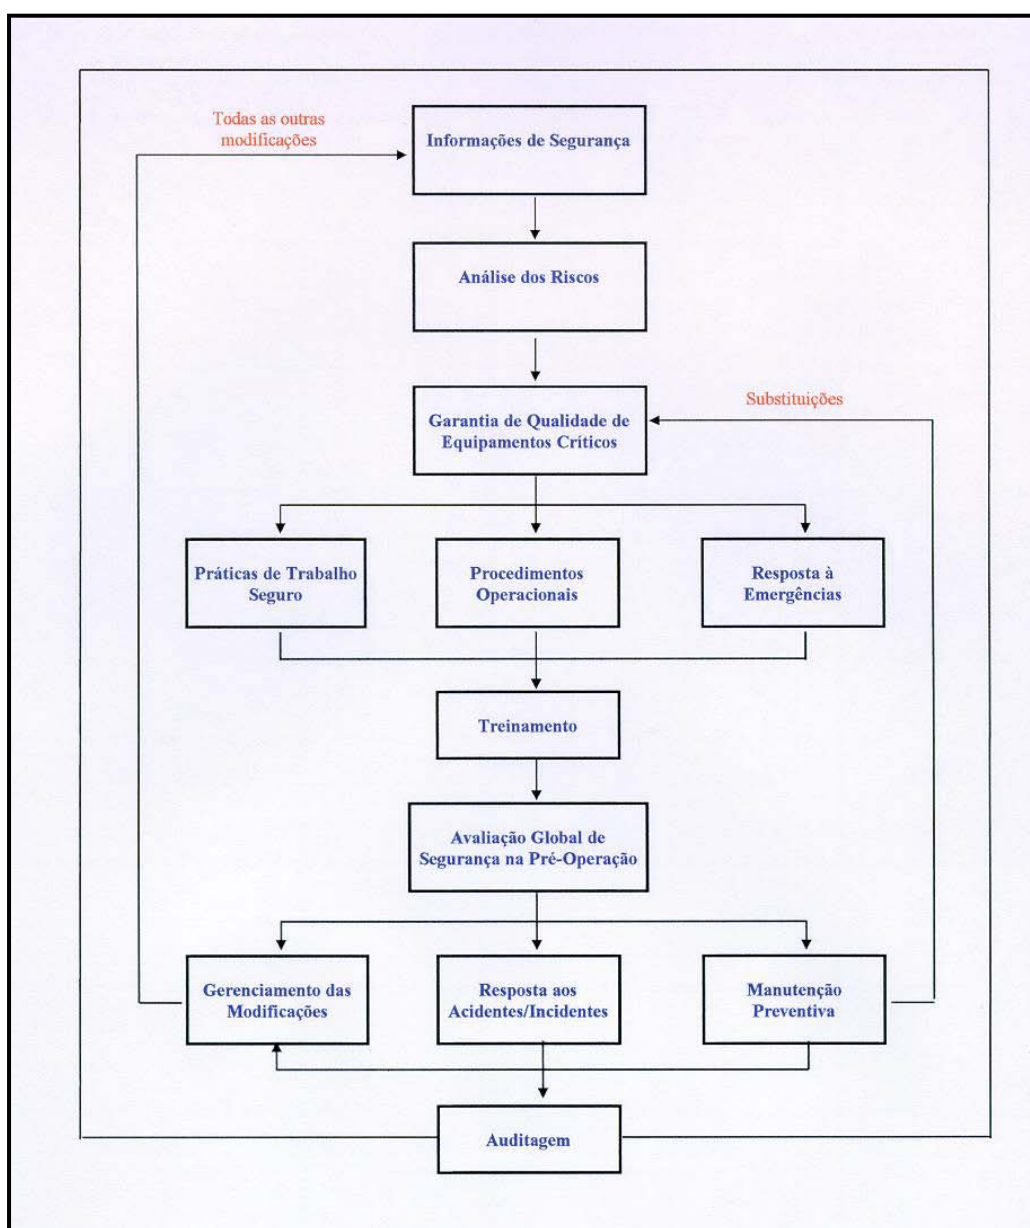 Todas as outras
modificações
Informações de Segurança
Análise dos Riscos
Garantia de Qualidade de
Equipamentos Críticos
Substituições
Práticas de Trabalho
Seguro
Procedimentos
Operacionais
Resposta à
Emergências
Treinamento
Avaliação Global de
Segurança na Pré-Operação
Gerenciamento das
Modificações
Resposta aos
Acidentes/Incidentes
Manutenção
Preventiva
Auditagem